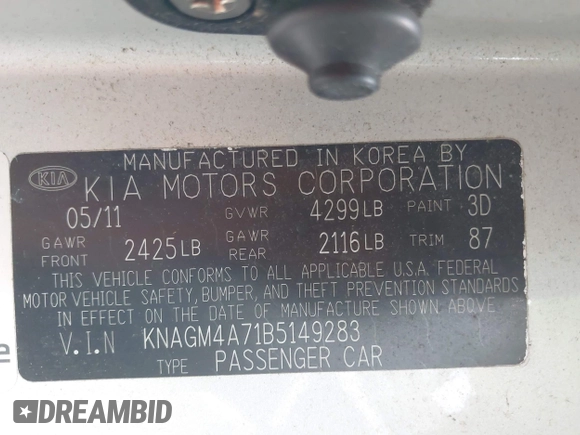 MANUFACTURED IN KOREA BY
KIA KIA MOTORS CORPORATION
05/11 GVWR 4299LB PAINT 3D
GAWR FRONT 2425LB GAWR REAR 2116LB TRIM 87
THIS VEHICLE CONFORMS TO ALL APPLICABLE U.S.A. FEDERAL
MOTOR VEHICLE SAFETY, BUMPER, AND THEFT PREVENTION STANDARDS
IN EFFECT ON THE DATE OF MANUFACTURE SHOWN ABOVE.
V.I.N KNAGM4A71B5149283
TYPE PASSENGER CAR
e
DREAMBID